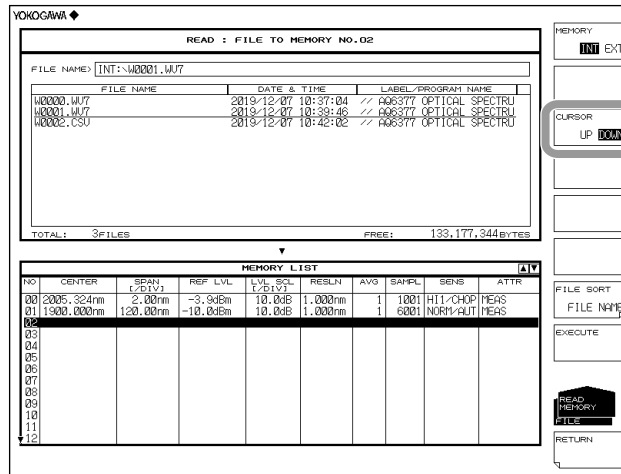 YOKOGAWA ◆
READ : FILE TO MEMORY NO.02
FILE NAME> INT:\W0001.WV7
FILE NAME DATE & TIME LABEL/PROGRAM NAME
W0000.WV7 2019/12/07 10:37:04 // AQ6377 OPTICAL SPECTRU
W0001.WV7 2019/12/07 10:39:46 // AQ6377 OPTICAL SPECTRU
W0002.CSV 2019/12/07 10:42:02 // AQ6377 OPTICAL SPECTRU
TOTAL: 3FILES FREE: 133,177,344BYTES
▼
MEMORY LIST
NO CENTER SPAN [/DIV] REF LVL LVL SCL [/DIV] RESLN AVG SAMPL SENS ATTR
00 2005.324nm 2.00nm -3.9dBm 10.0dB 1.000nm 1 1001 HI1/CHOP MEAS
01 1900.000nm 120.00nm -10.0dBm 10.0dB 1.000nm 1 6001 NORM/AUT MEAS
02
03
04
05
06
07
08
09
10
11
12
MEMORY
INT EXT
CURSOR
UP DOWN
FILE SORT
FILE NAME
EXECUTE
READ
MEMORY
FILE
RETURN